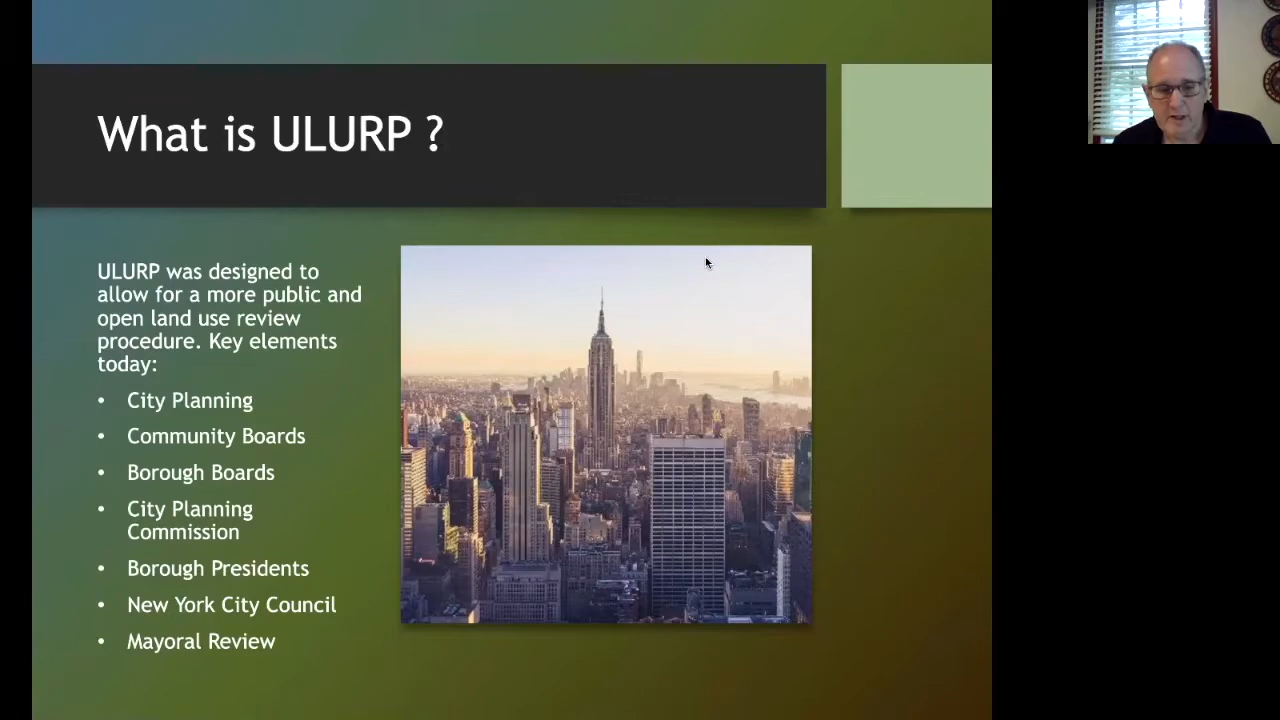 What is ULURP ?
ULURP was designed to
allow for a more public and
open land use review
procedure. Key elements
today:
• City Planning
• Community Boards
• Borough Boards
• City Planning
Commission
• Borough Presidents
• New York City Council
• Mayoral Review